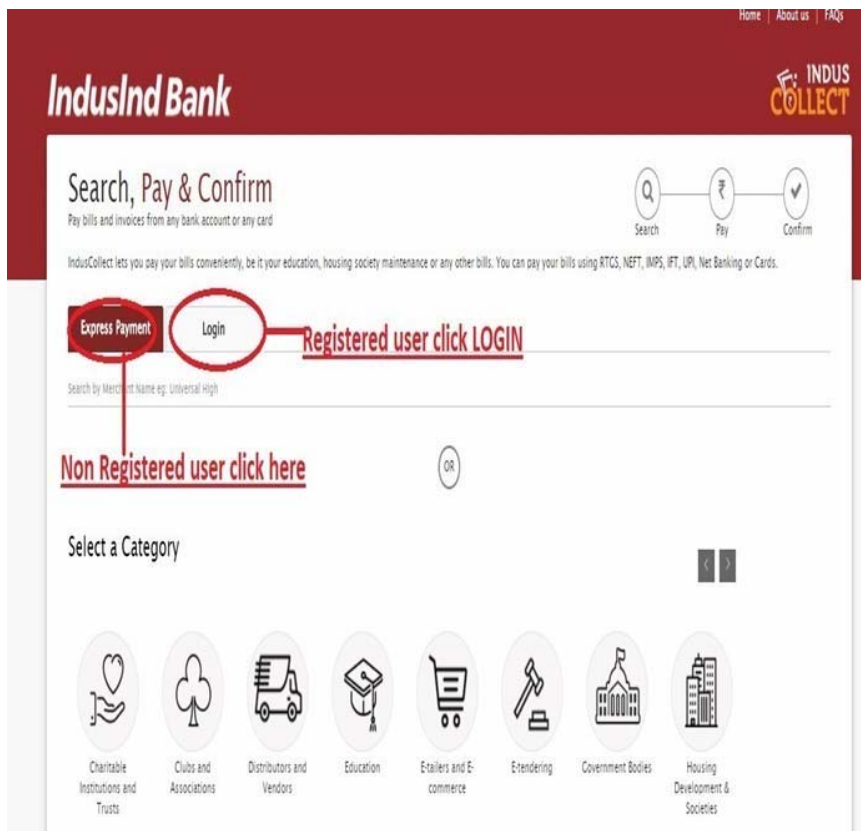 Home | About us | FAQs
IndusInd Bank
INDUS
COLLECT
Search, Pay & Confirm
Pay bills and invoices from any bank account or any card
Search
Pay
Confirm
IndusCollect lets you pay your bills conveniently, be it your education, housing society maintenance or any other bills. You can pay your bills using RTGS, NEFT, IMPS, IFT, UPI, Net Banking or Cards.
Express Payment
Login
Registered user click LOGIN
Search by Merchant Name eg: Universal High
Non Registered user click here
OR
Select a Category
< >
Charitable
Institutions and
Trusts
Clubs and
Associations
Distributors and
Vendors
Education
E-tailers and E-
commerce
E-tendering
Government Bodies
Housing
Development &
Societies